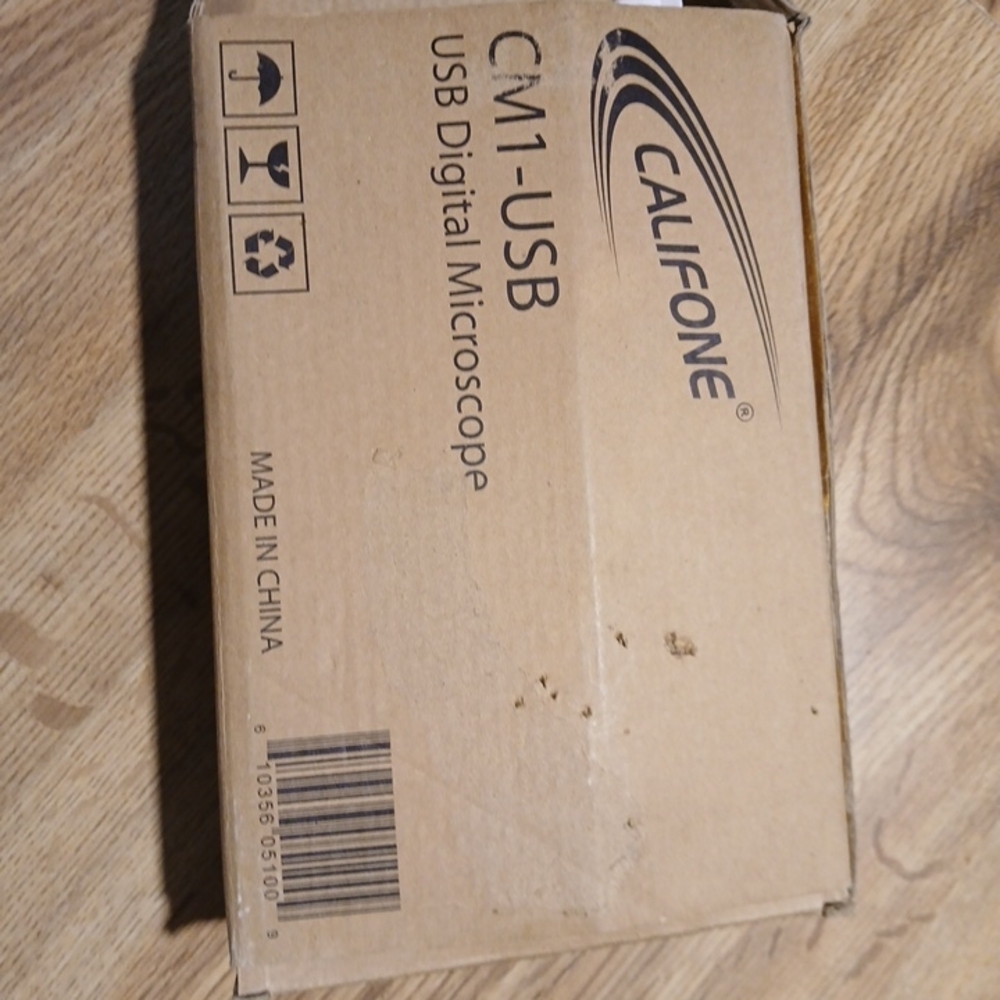 CALIFONE®
CM1-USB
USB Digital Microscope
MADE IN CHINA
6 10356 05100 9